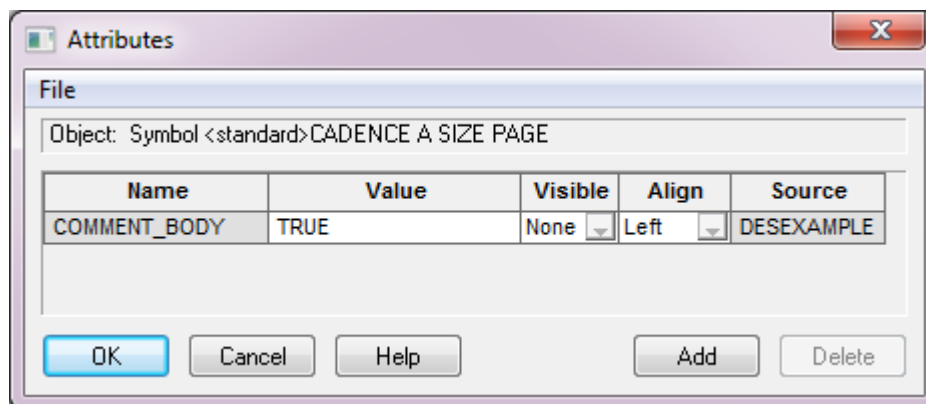 Attributes
File
Object: Symbol <standard>CADENCE A SIZE PAGE
Name Value Visible Align Source
COMMENT_BODY TRUE None Left DESEXAMPLE
OK Cancel Help Add Delete